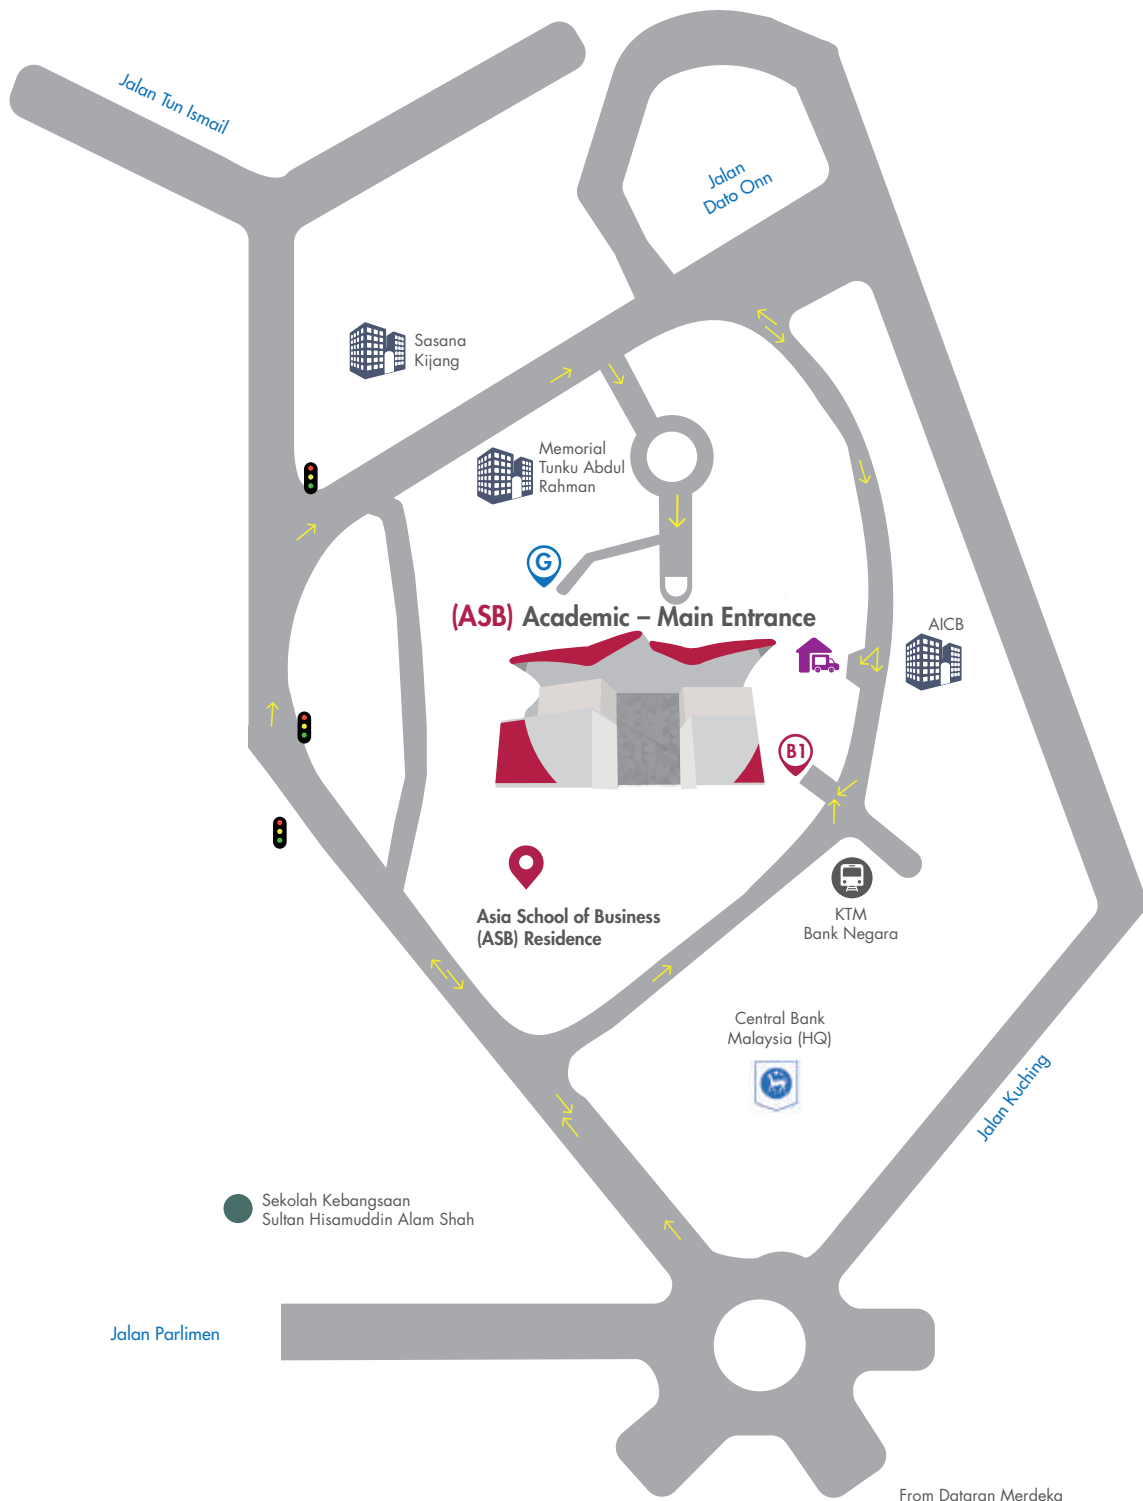 Jalan Tun Ismail
Jalan
Dato Onn
Sasana
Kijang
Memorial
Tunku Abdul
Rahman
G
(ASB) Academic – Main Entrance
AICB
B1
Asia School of Business
(ASB) Residence
KTM
Bank Negara
Central Bank
Malaysia (HQ)
Jalan Kuching
Sekolah Kebangsaan
Sultan Hisamuddin Alam Shah
Jalan Parlimen
From Dataran Merdeka